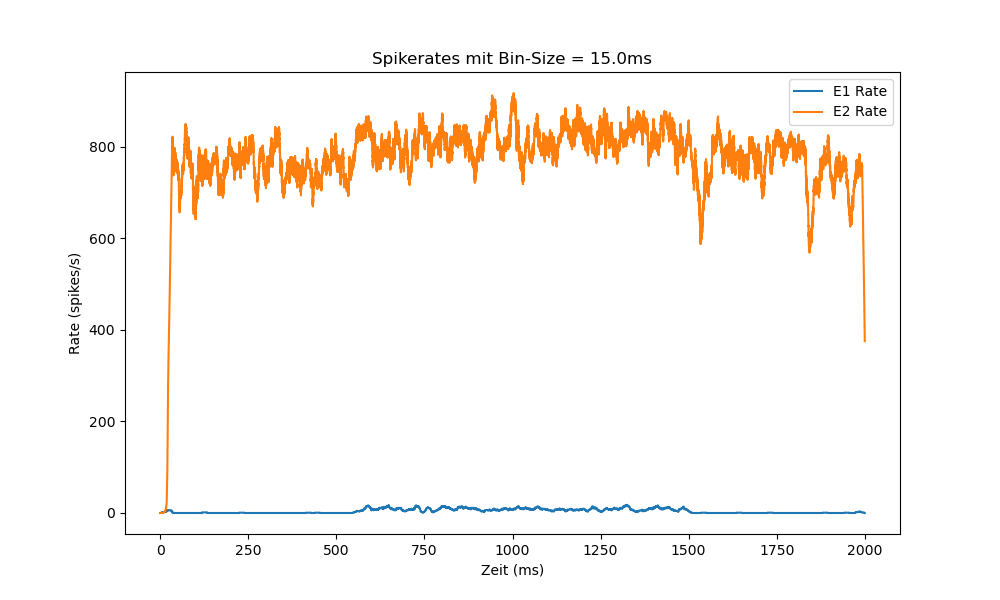 Spikerates mit Bin-Size = 15.0ms
E1 Rate
E2 Rate
Rate (spikes/s)
800
600
400
200
0
0 250 500 750 1000 1250 1500 1750 2000
Zeit (ms)